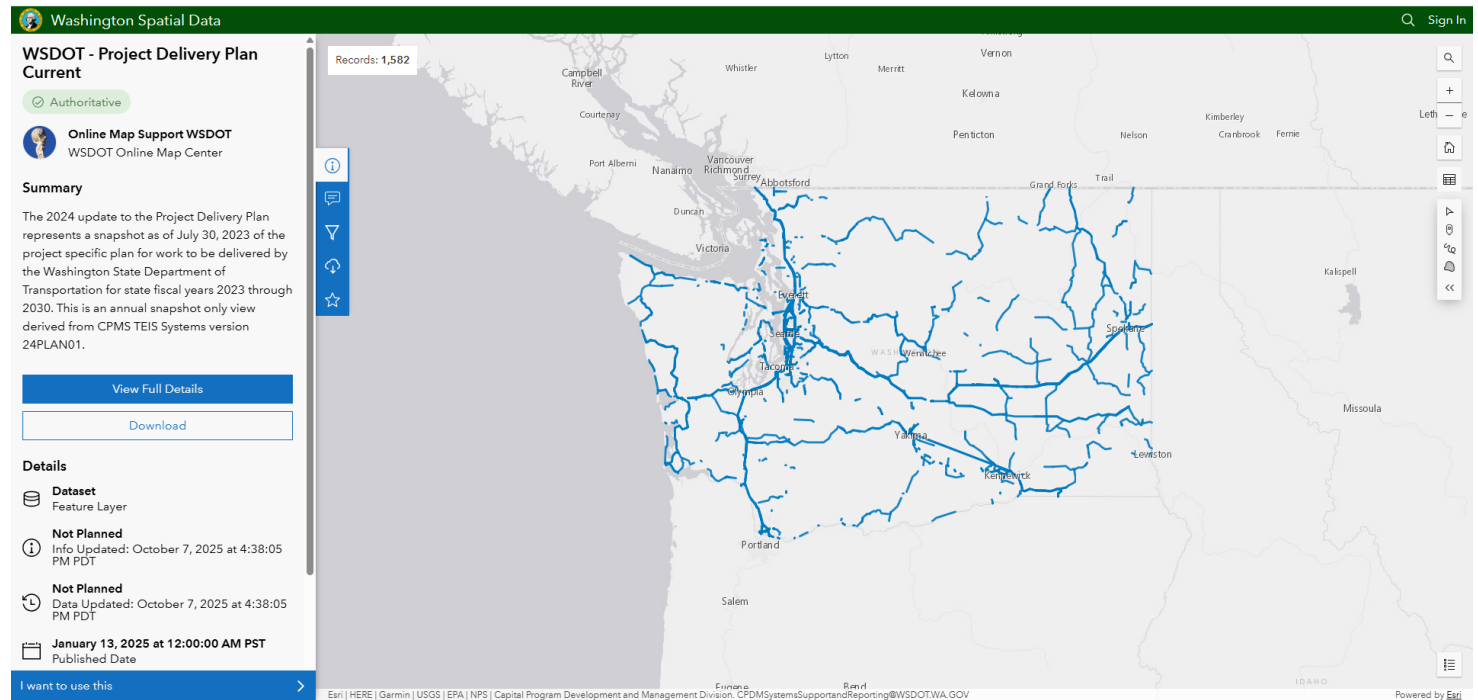 Washington Spatial Data
Sign In
WSDOT - Project Delivery Plan
Current
Authoritative
Online Map Support WSDOT
WSDOT Online Map Center
Summary
The 2024 update to the Project Delivery Plan
represents a snapshot as of July 30, 2023 of the
project specific plan for work to be delivered by
the Washington State Department of
Transportation for state fiscal years 2023 through
2030. This is an annual snapshot only view
derived from CPMS TEIS Systems version
24PLAN01.
View Full Details
Download
Details
Dataset
Feature Layer
Not Planned
Info Updated: October 7, 2025 at 4:38:05
PM PDT
Not Planned
Data Updated: October 7, 2025 at 4:38:05
PM PDT
January 13, 2025 at 12:00:00 AM PST
Published Date
I want to use this
Records: 1,582
Vernon
Lytton
Whistler
Merritt
Campbell
River
Kelowna
Courtenay
Kimberley
Leth
e
Penticton
Nelson
Cranbrook
Fernie
Port Alberni
Vancouver
Nanaimo
Richmond
Surrey
Abbotsford
Trail
Grand Forks
Duncan
Victoria
Kalispell
Everett
Seattle
Spokane
WASH
Wenatchee
Tacoma
Olympia
Missoula
Yakima
Lewiston
Kennewick
Portland
Salem
IDAHO
Eugene
Bend
Esri | HERE | Garmin | USGS | EPA | NPS | Capital Program Development and Management Division. CPDMSystemsSupportandReporting@WSDOT.WA.GOV
Powered by Esri